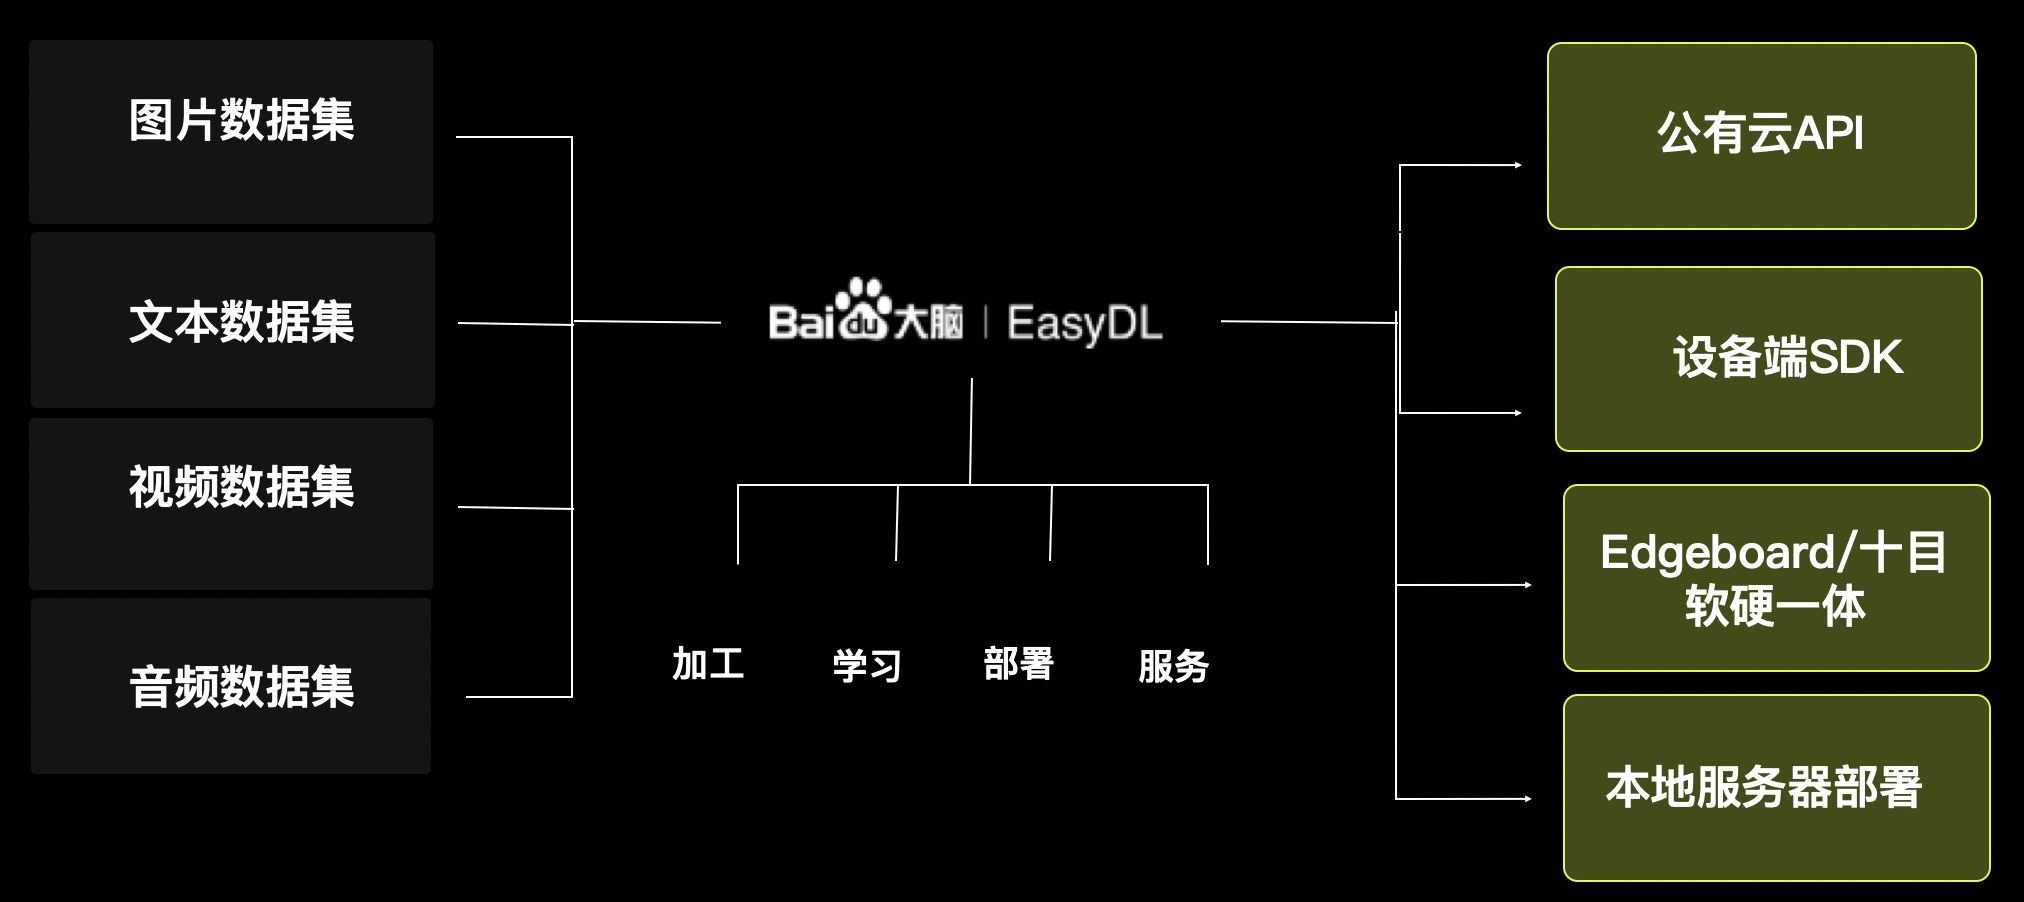 图片数据集
文本数据集
视频数据集
音频数据集
Bai du 大脑 | EasyDL
加工
学习
部署
服务
公有云API
设备端SDK
Edgeboard/十目
软硬一体
本地服务器部署